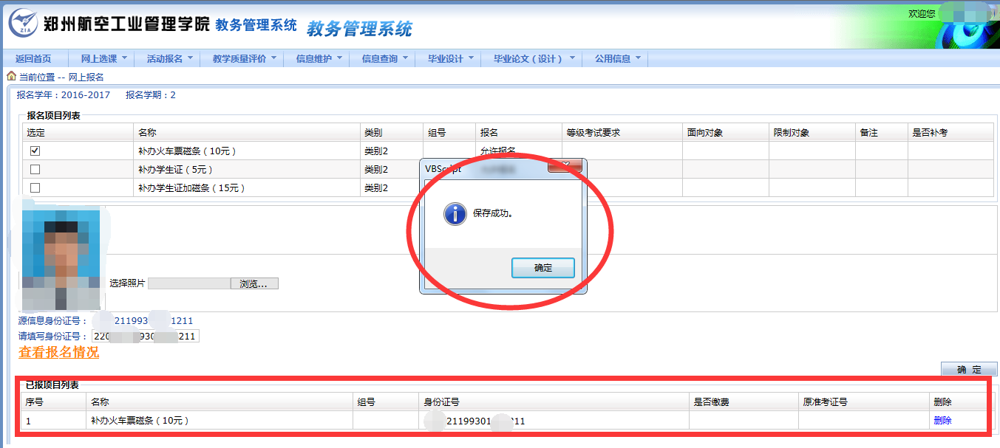 ZIA 郑州航空工业管理学院 教务管理系统 教务管理系统 欢迎您
返回首页 网上选课 活动报名 教学质量评价 信息维护 信息查询 毕业设计 毕业论文（设计） 公用信息
当前位置 -- 网上报名
报名学年：2016-2017 报名学期：2
报名项目列表
选定 名称 类别 组号 报名 等级考试要求 面向对象 限制对象 备注 是否补考
补办火车票磁条（10元） 类别2 允许报名
补办学生证（5元） 类别2
补办学生证加磁条（15元） 类别2
VBScript
保存成功。
确定
选择照片 浏览...
源信息身份证号： 211993 1211
请填写身份证号： 220 930 211
查看报名情况
确 定
已报项目列表
序号 名称 组号 身份证号 是否缴费 原准考证号 删除
1 补办火车票磁条（10元） 21199301 11 删除